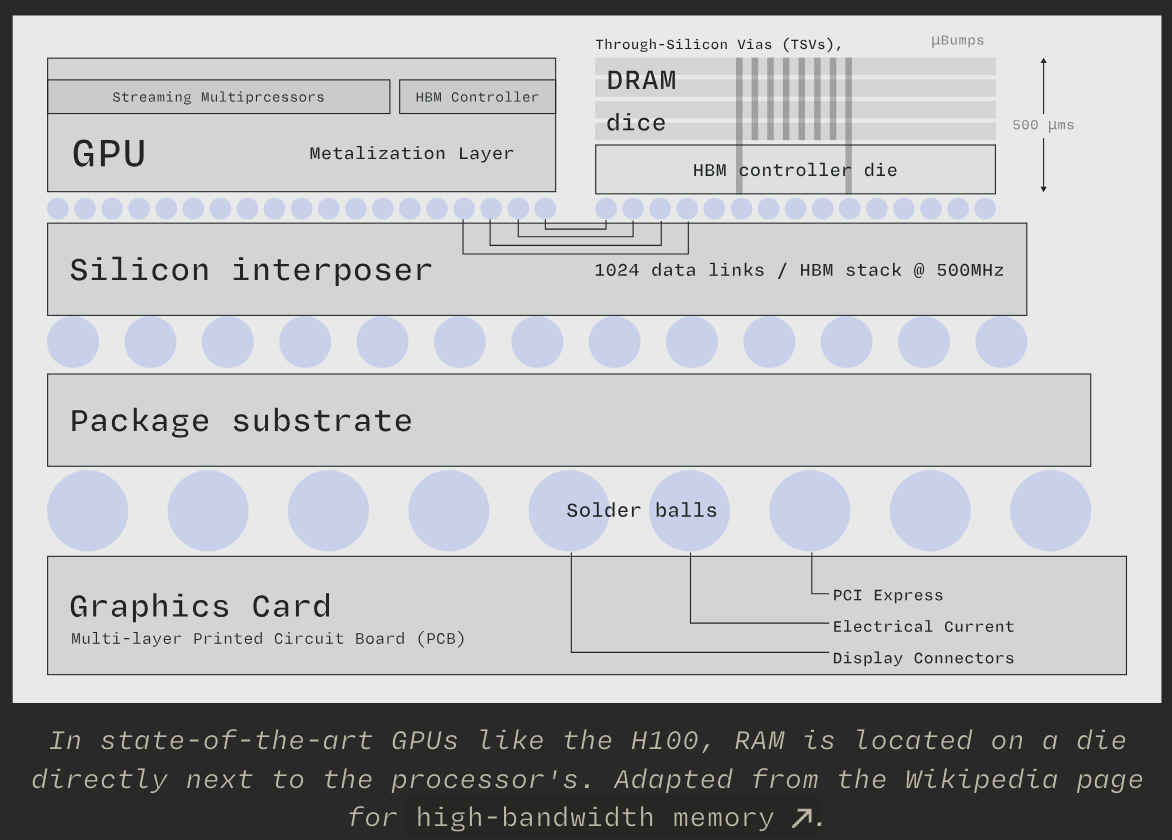 Through-Silicon Vias (TSVs),
µBumps
Streaming Multiprcessors
HBM Controller
GPU
Metalization Layer
DRAM
dice
HBM controller die
500 µms
Silicon interposer
1024 data links / HBM stack @ 500MHz
Package substrate
Solder balls
Graphics Card
Multi-layer Printed Circuit Board (PCB)
PCI Express
Electrical Current
Display Connectors
In state-of-the-art GPUs like the H100, RAM is located on a die
directly next to the processor's. Adapted from the Wikipedia page
for high-bandwidth memory ↗.